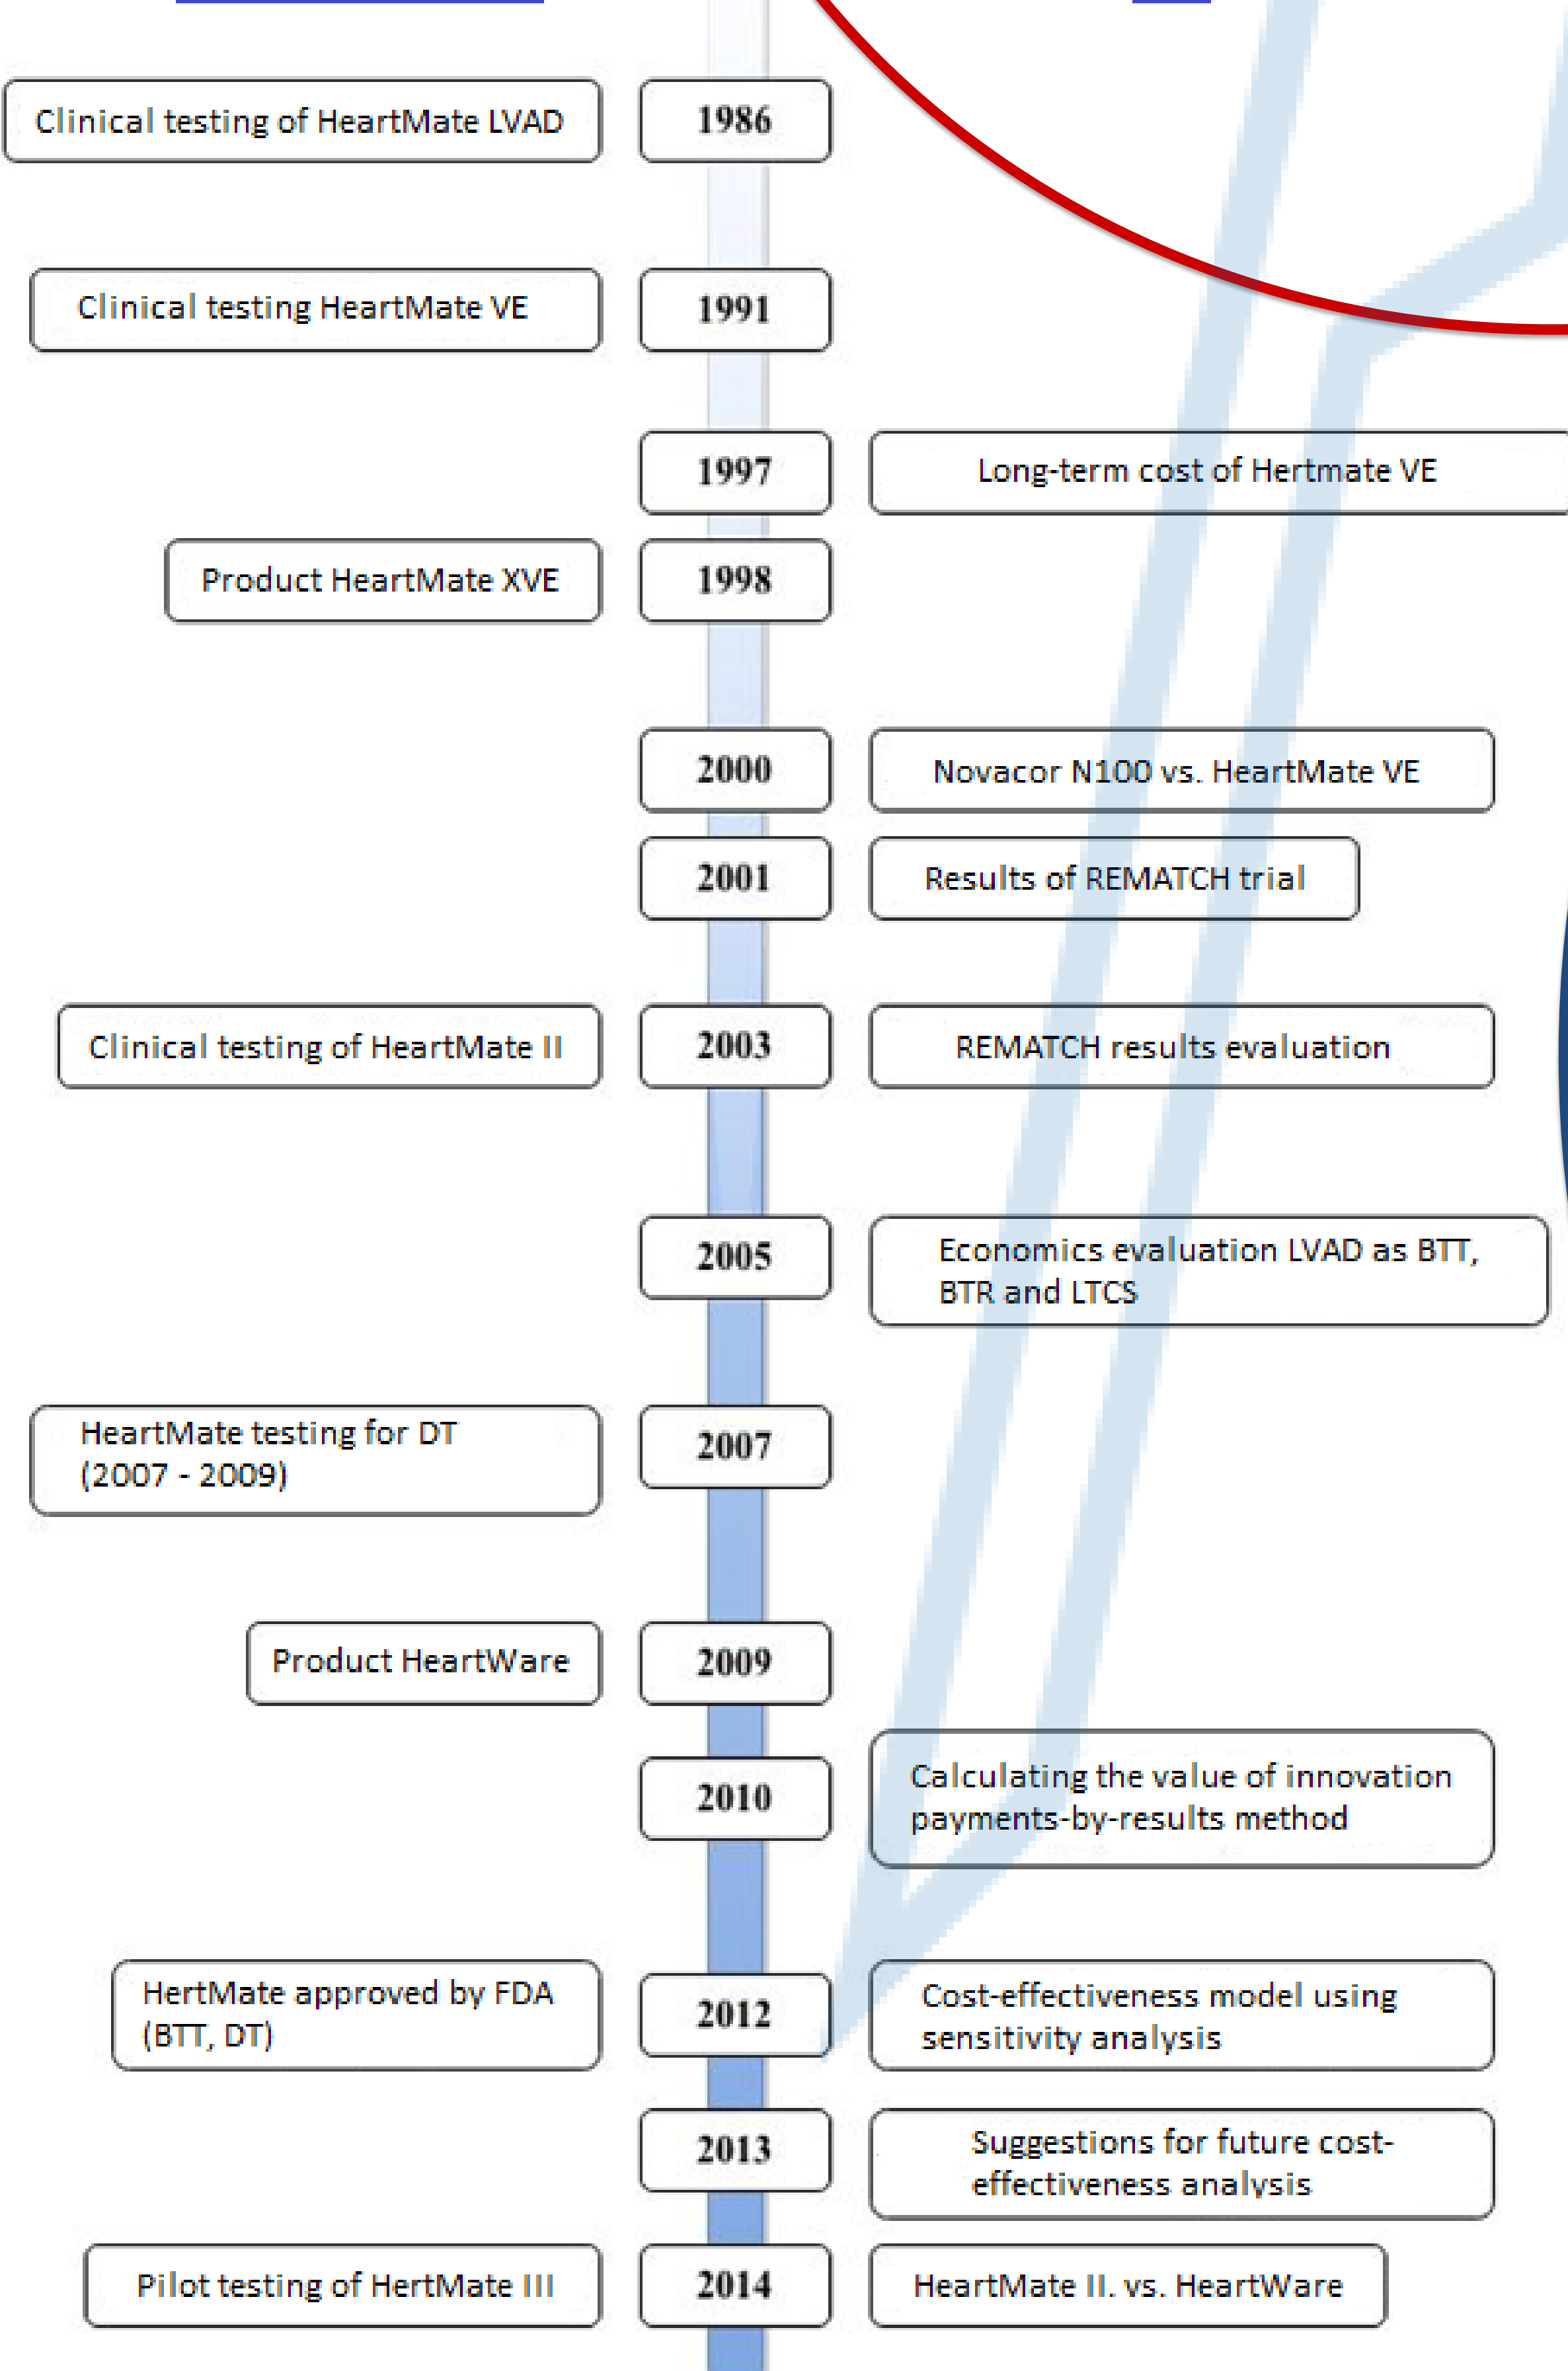 Clinical testing of HeartMate LVAD
1986
Clinical testing HeartMate VE
1991
1997
Long-term cost of Hertmate VE
Product HeartMate XVE
1998
2000
Novacor N100 vs. HeartMate VE
2001
Results of REMATCH trial
Clinical testing of HeartMate II
2003
REMATCH results evaluation
2005
Economics evaluation LVAD as BTT,
BTR and LTCS
HeartMate testing for DT
(2007 - 2009)
2007
Product HeartWare
2009
2010
Calculating the value of innovation
payments-by-results method
HertMate approved by FDA
(BTT, DT)
2012
Cost-effectiveness model using
sensitivity analysis
2013
Suggestions for future cost-
effectiveness analysis
Pilot testing of HertMate III
2014
HeartMate II. vs. HeartWare